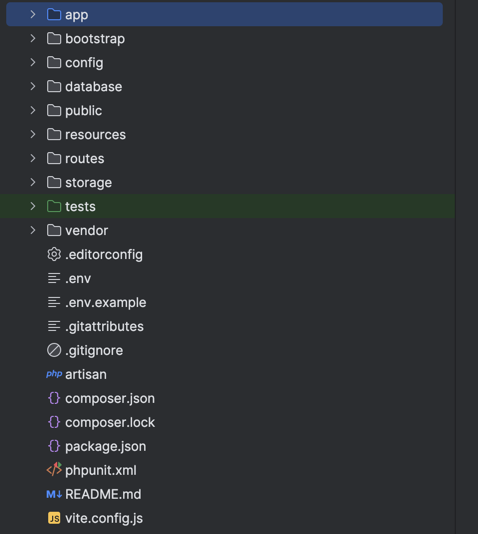 app
bootstrap
config
database
public
resources
routes
storage
tests
vendor
.editorconfig
.env
.env.example
.gitattributes
.gitignore
php artisan
{} composer.json
{} composer.lock
{} package.json
</> phpunit.xml
M↓ README.md
JS vite.config.js